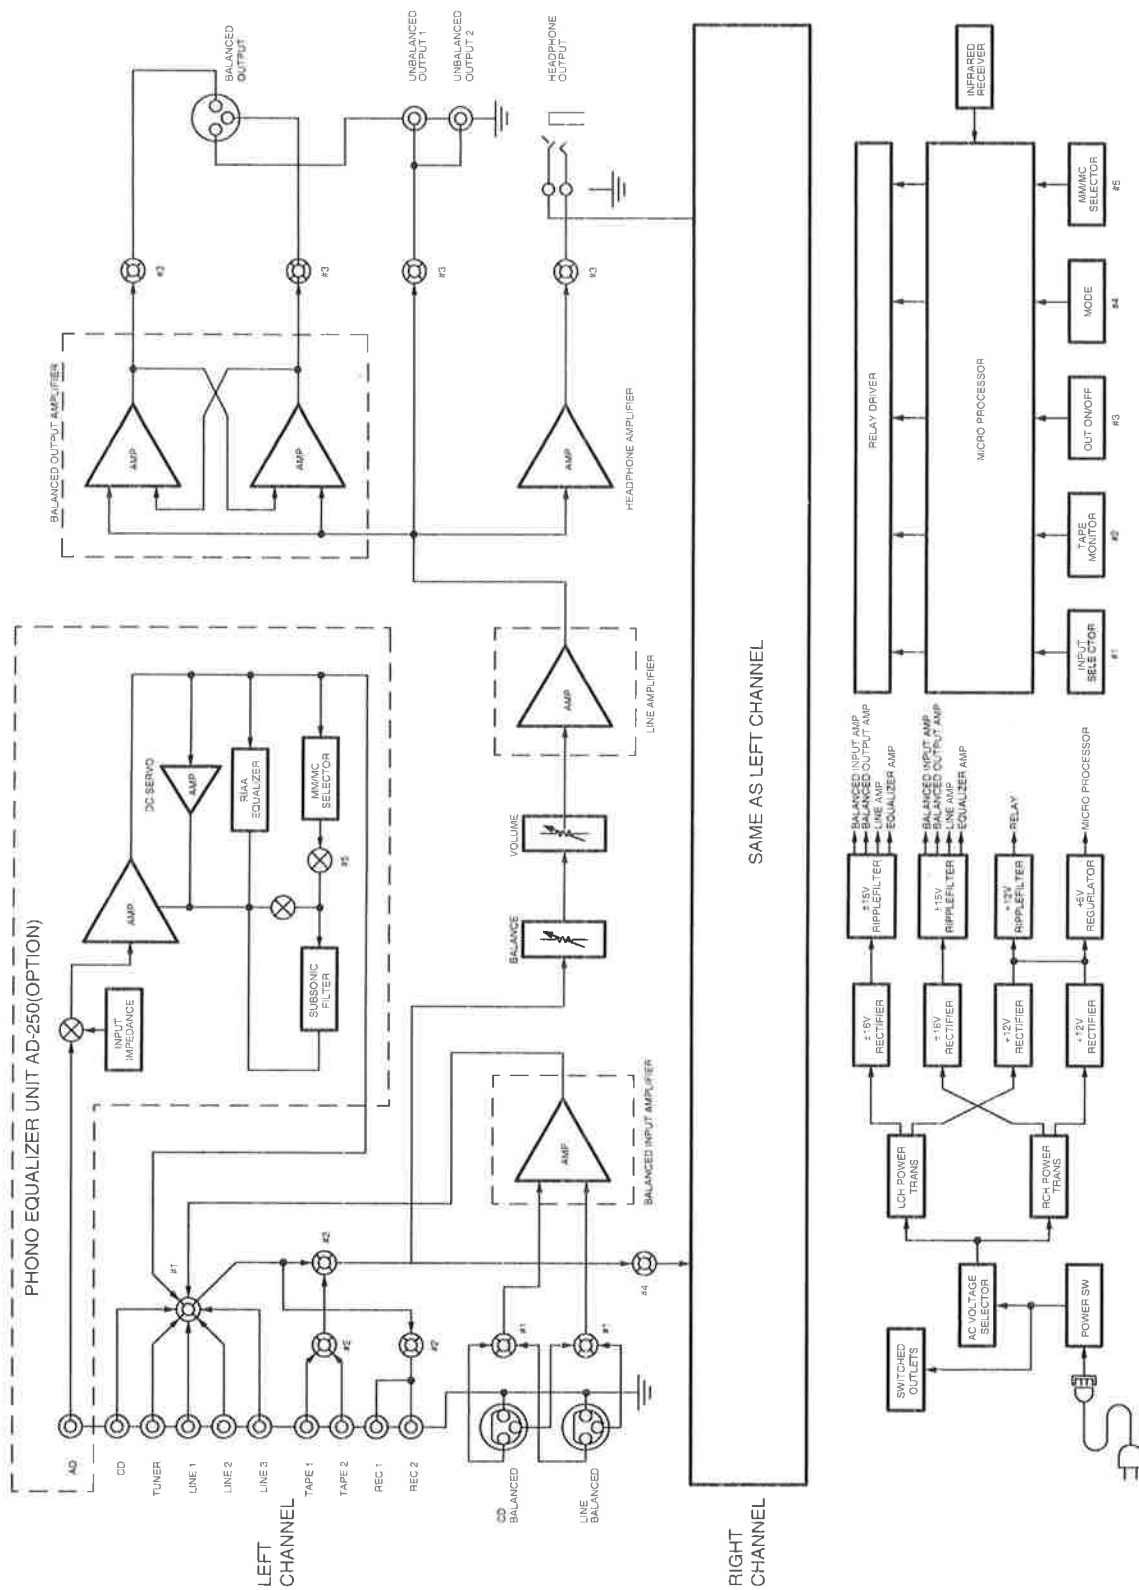 PHONO EQUALIZER UNIT AD-250(OPTION)
AD
CD
TUNER
LINE 1
LINE 2
LINE 3
TAPE 1
TAPE 2
REC 1
REC 2
CD
BALANCED
LINE
BALANCED
LEFT
CHANNEL
INPUT
IMPEDANCE
AMP
DC SERVO
AMP
RIAA
EQUALIZER
MM/MC
SELECTOR
#5
SUBSONIC
FILTER
#1
#2
#2
#2
#1
#1
#4
AMP
BALANCED INPUT AMPLIFIER
BALANCE
VOLUME
AMP
LINE AMPLIFIER
BALANCED OUTPUT AMPLIFIER
AMP
AMP
AMP
HEADPHONE AMPLIFIER
#3
#3
#3
#3
BALANCED
OUTPUT
UNBALANCED
OUTPUT 1
UNBALANCED
OUTPUT 2
HEADPHONE
OUTPUT
RIGHT
CHANNEL
SAME AS LEFT CHANNEL
SWITCHED
OUTLETS
AC VOLTAGE
SELECTOR
POWER SW
LCH POWER
TRANS
RCH POWER
TRANS
±16V
RECTIFIER
±16V
RECTIFIER
+12V
RECTIFIER
+12V
RECTIFIER
±15V
RIPPLEFILTER
±15V
RIPPLEFILTER
+12V
RIPPLEFILTER
REGURLATOR
BALANCED INPUT AMP
BALANCED OUTPUT AMP
LINE AMP
EQUALIZER AMP
BALANCED INPUT AMP
BALANCED OUTPUT AMP
LINE AMP
EQUALIZER AMP
RELAY
MICRO PROCESSOR
RELAY DRIVER
MICRO PROCESSOR
INFRARED
RECEIVER
INPUT
SELECTOR
#1
TAPE
MONITOR
#2
OUT ON/OFF
#3
MODE
#4
MM/MC
SELECTOR
#5